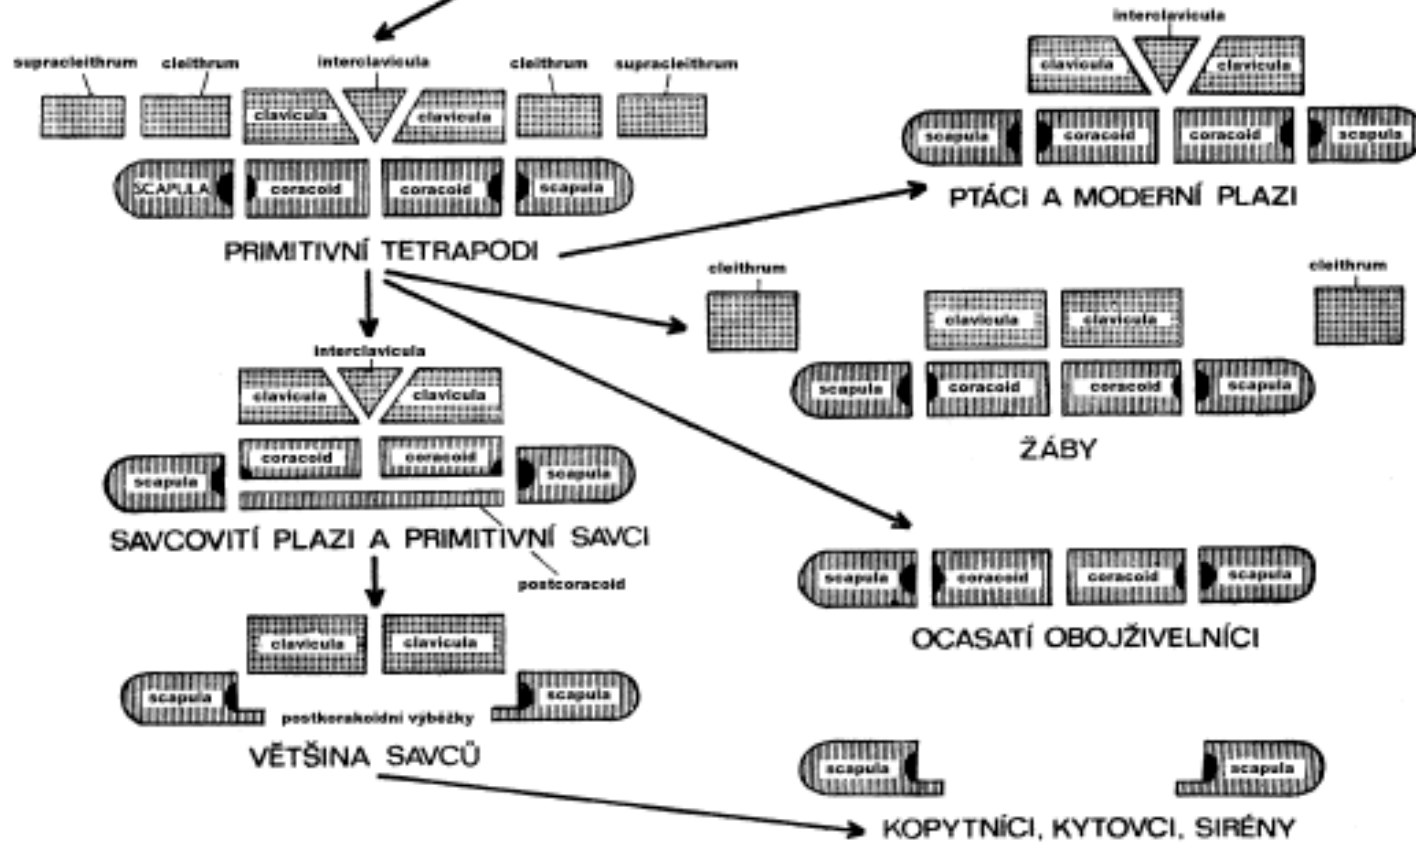 supracleithrum cleithrum interclavicula cleithrum supracleithrum
clavicula clavicula
SCAPULA coracoid coracoid scapula
PRIMITIVNÍ TETRAPODI
interclavicula
clavicula clavicula
scapula coracoid coracoid scapula
PTÁCI A MODERNÍ PLAZI
cleithrum cleithrum
clavicula clavicula
scapula coracoid coracoid scapula
ŽÁBY
interclavicula
clavicula clavicula
scapula coracoid coracoid scapula
SAVCOVITÍ PLAZI A PRIMITIVNÍ SAVCI
postcoracoid
scapula coracoid coracoid scapula
OCASATÍ OBOJŽIVELNÍCI
clavicula clavicula
scapula postkorakoidní výběžky scapula
VĚTŠINA SAVCŮ
scapula scapula
KOPYTNÍCI, KYTOVCI, SIRÉNY